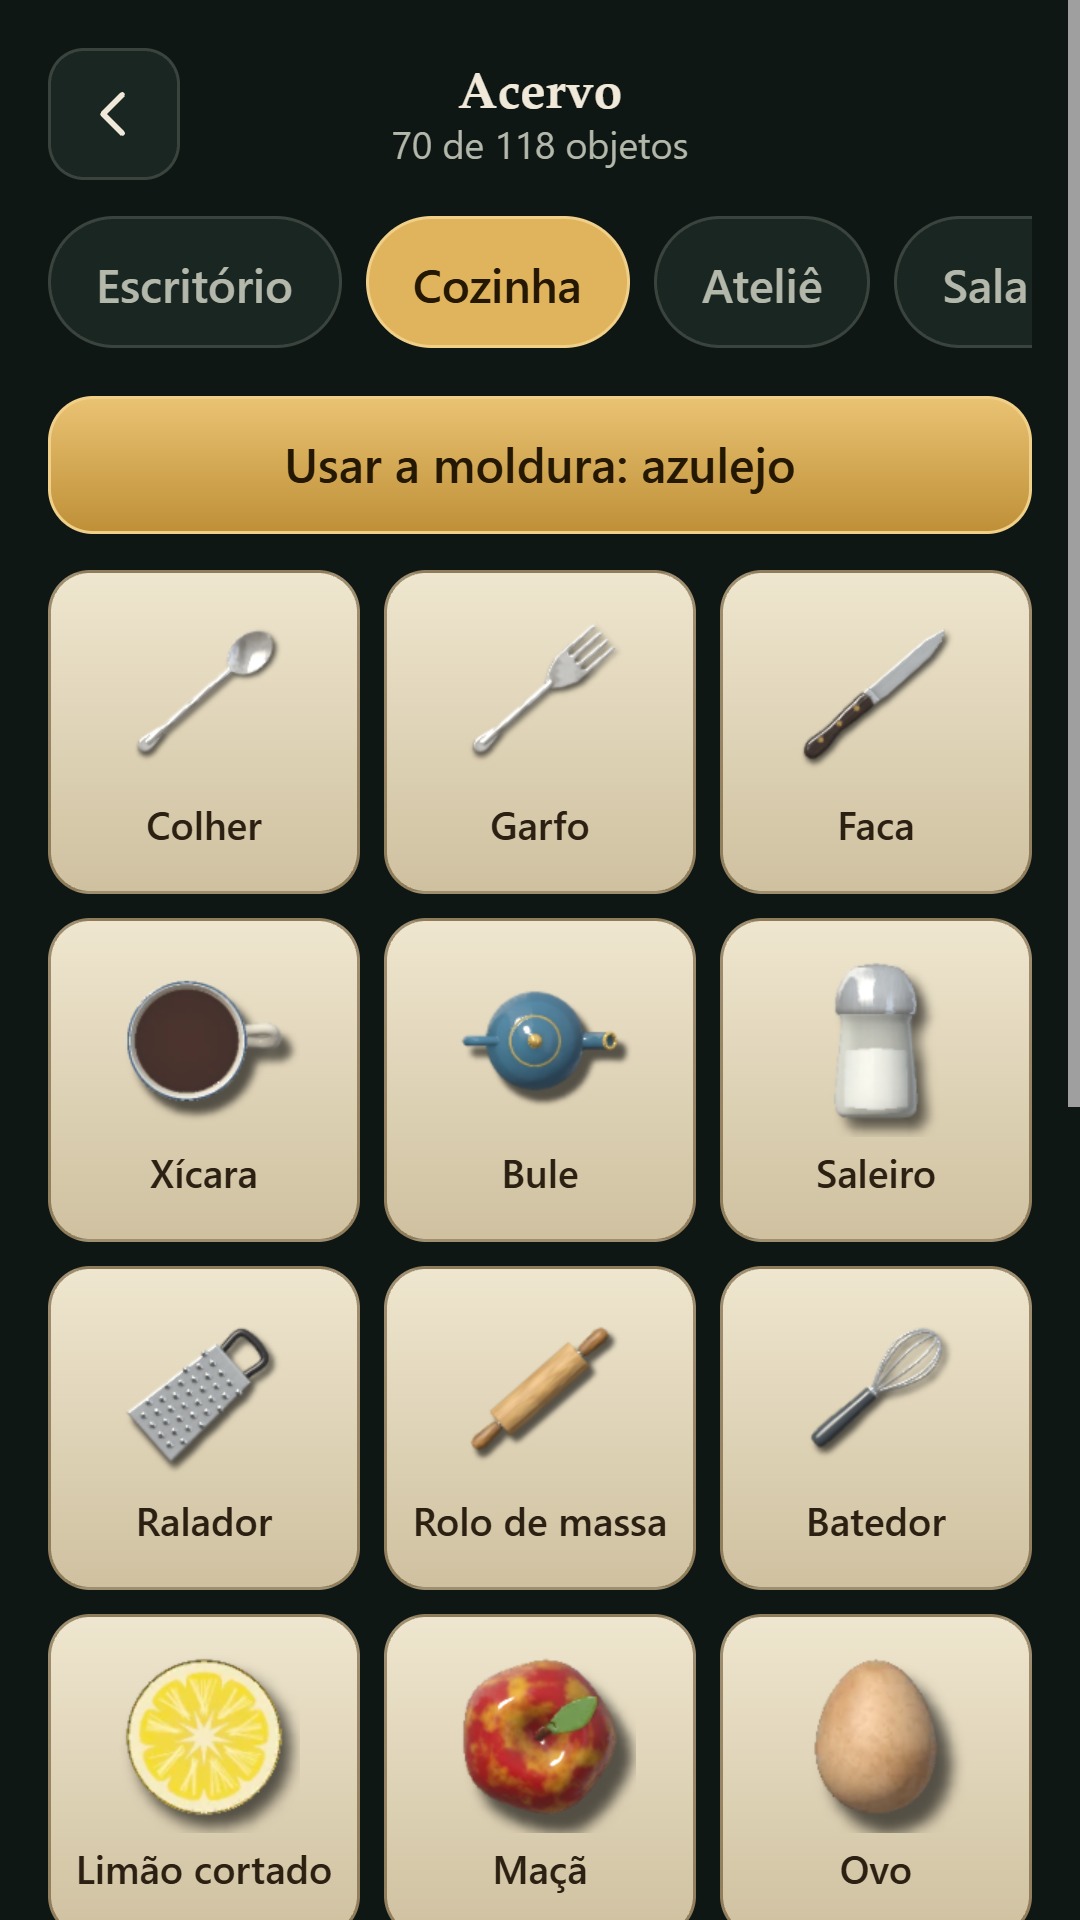 Acervo
70 de 118 objetos
Escritório
Cozinha
Ateliê
Sala
Usar a moldura: azulejo
Colher
Garfo
Faca
Xícara
Bule
Saleiro
Ralador
Rolo de massa
Batedor
Limão cortado
Maçã
Ovo